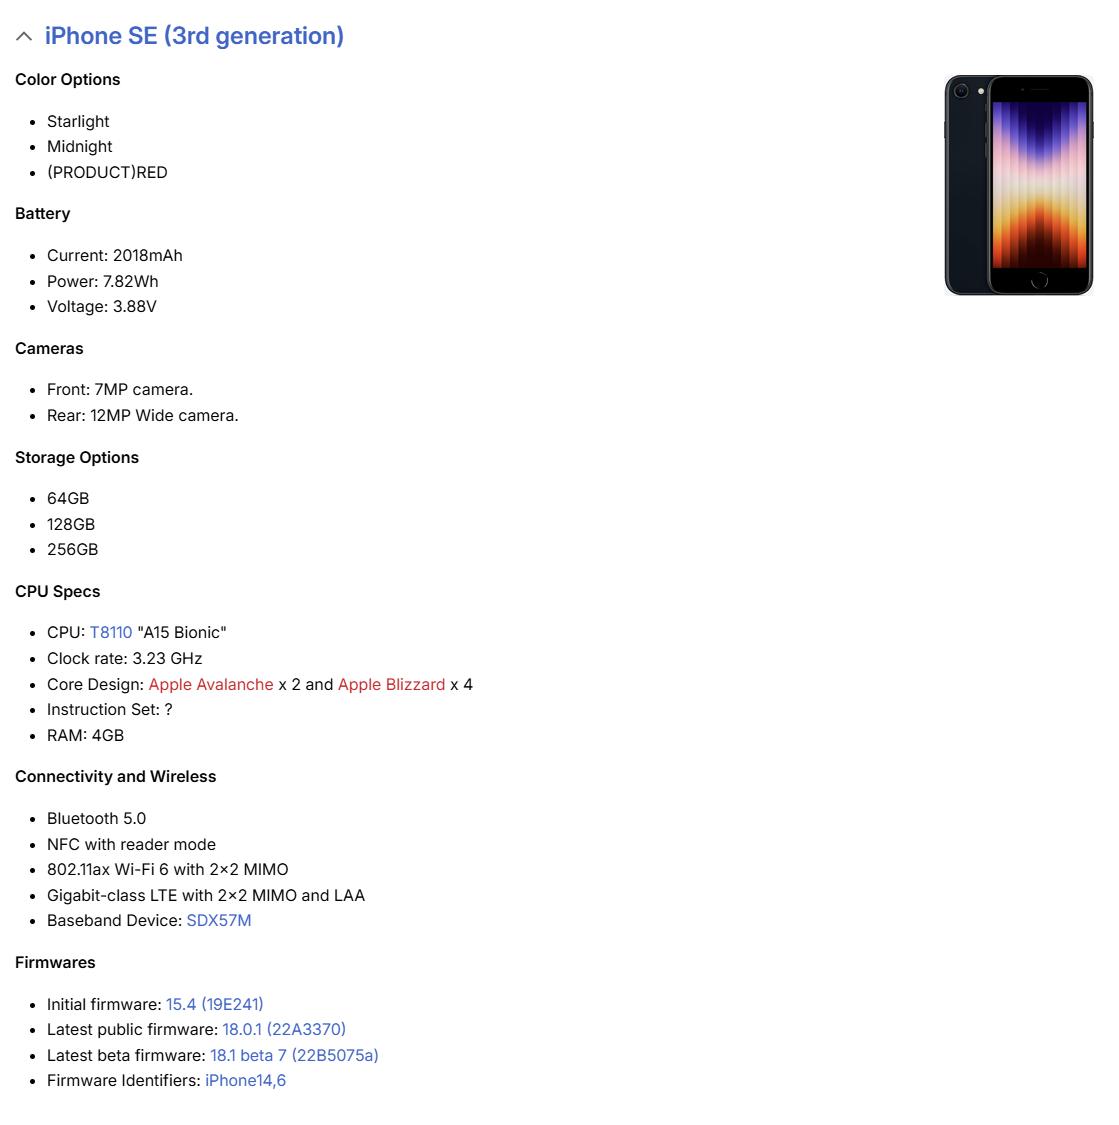 iPhone SE (3rd generation)
Color Options
Starlight
Midnight
(PRODUCT)RED
Battery
Current: 2018mAh
Power: 7.82Wh
Voltage: 3.88V
Cameras
Front: 7MP camera.
Rear: 12MP Wide camera.
Storage Options
64GB
128GB
256GB
CPU Specs
CPU: T8110 "A15 Bionic"
Clock rate: 3.23 GHz
Core Design: Apple Avalanche x 2 and Apple Blizzard x 4
Instruction Set: ?
RAM: 4GB
Connectivity and Wireless
Bluetooth 5.0
NFC with reader mode
802.11ax Wi-Fi 6 with 2×2 MIMO
Gigabit-class LTE with 2×2 MIMO and LAA
Baseband Device: SDX57M
Firmwares
Initial firmware: 15.4 (19E241)
Latest public firmware: 18.0.1 (22A3370)
Latest beta firmware: 18.1 beta 7 (22B5075a)
Firmware Identifiers: iPhone14,6